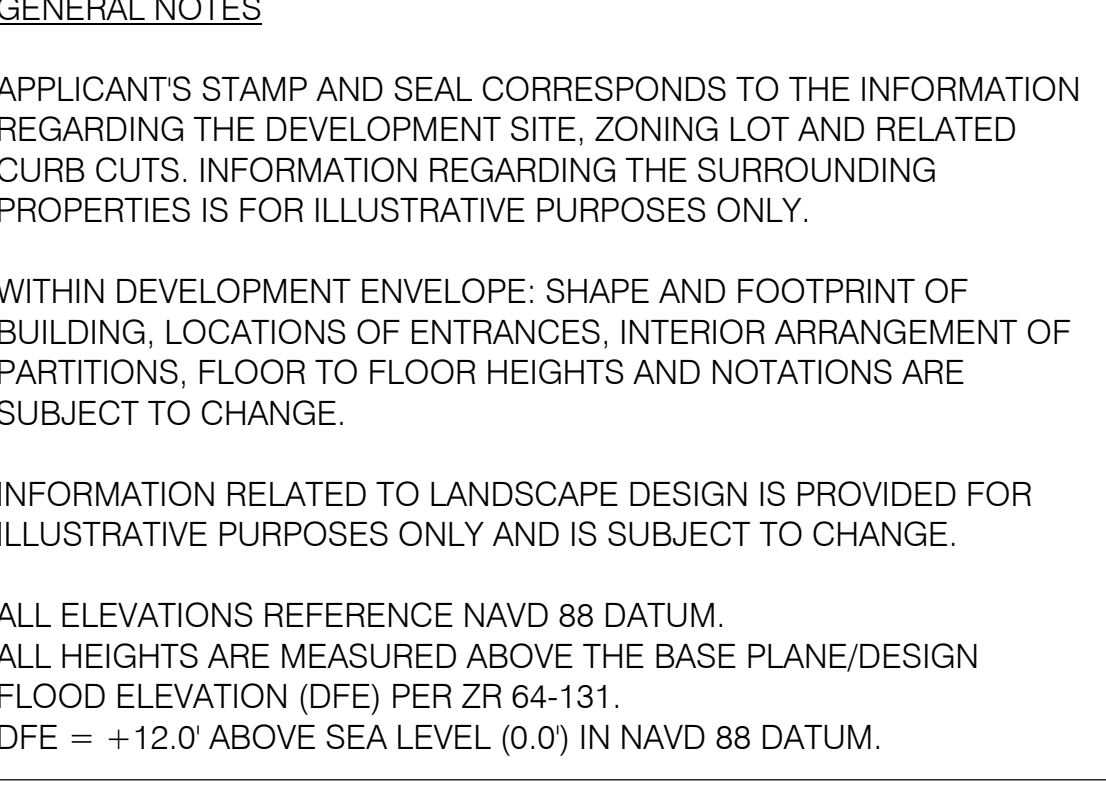 GENERAL NOTES
APPLICANT'S STAMP AND SEAL CORRESPONDS TO THE INFORMATION
REGARDING THE DEVELOPMENT SITE, ZONING LOT AND RELATED
CURB CUTS. INFORMATION REGARDING THE SURROUNDING
PROPERTIES IS FOR ILLUSTRATIVE PURPOSES ONLY.
WITHIN DEVELOPMENT ENVELOPE: SHAPE AND FOOTPRINT OF
BUILDING, LOCATIONS OF ENTRANCES, INTERIOR ARRANGEMENT OF
PARTITIONS, FLOOR TO FLOOR HEIGHTS AND NOTATIONS ARE
SUBJECT TO CHANGE.
INFORMATION RELATED TO LANDSCAPE DESIGN IS PROVIDED FOR
ILLUSTRATIVE PURPOSES ONLY AND IS SUBJECT TO CHANGE.
ALL ELEVATIONS REFERENCE NAVD 88 DATUM.
ALL HEIGHTS ARE MEASURED ABOVE THE BASE PLANE/DESIGN
FLOOD ELEVATION (DFE) PER ZR 64-131.
DFE = +12.0' ABOVE SEA LEVEL (0.0') IN NAVD 88 DATUM.